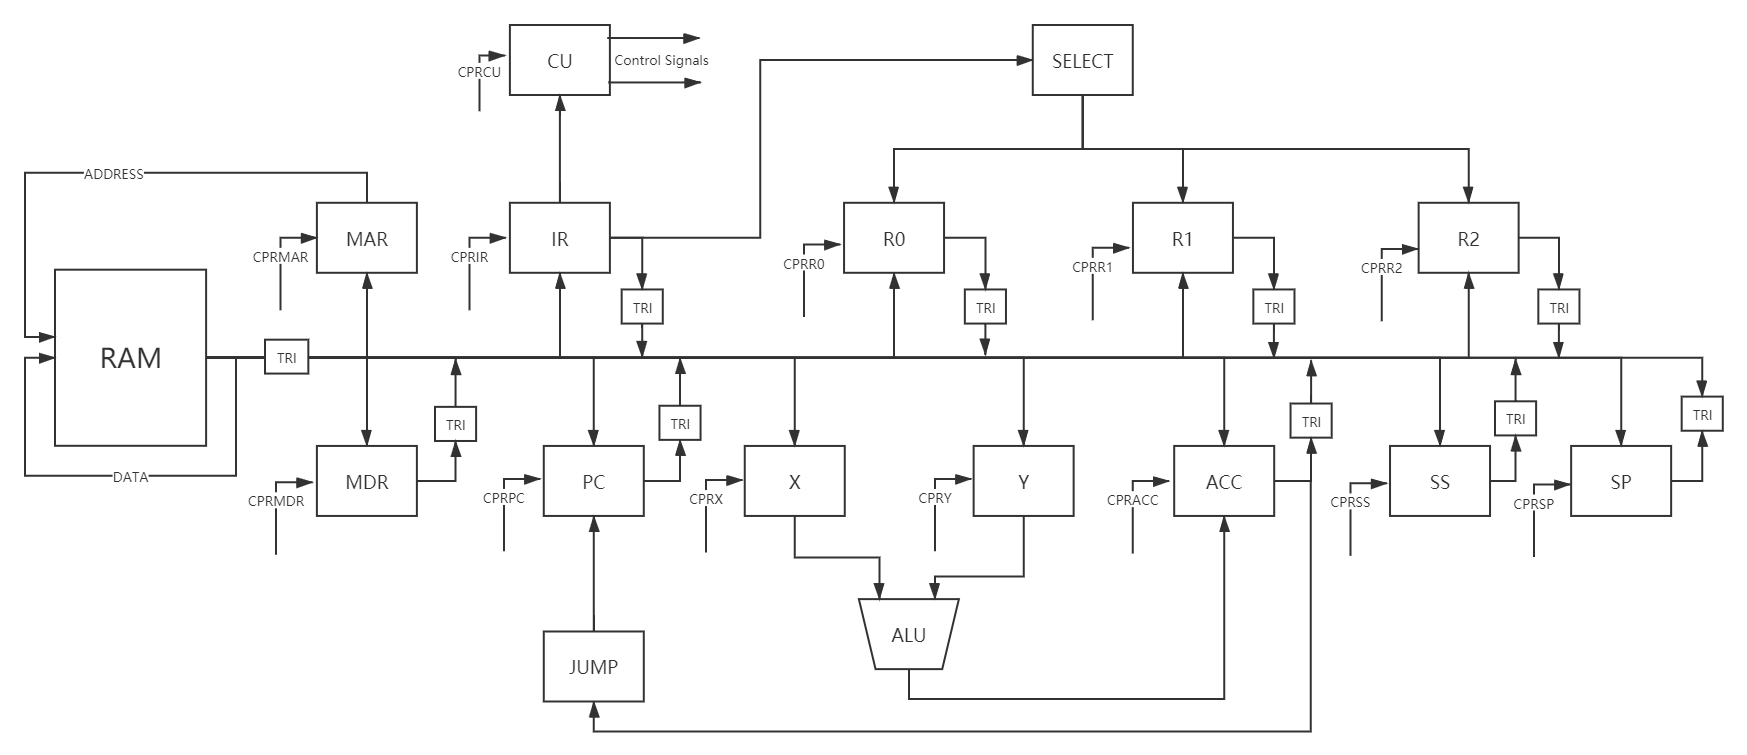 CU
Control Signals
SELECT
CPRCU
ADDRESS
MAR
IR
R0
R1
R2
CPRMAR
CPRIR
CPRR0
CPRR1
CPRR2
TRI
TRI
TRI
TRI
RAM
TRI
TRI
TRI
TRI
TRI
TRI
DATA
MDR
PC
X
Y
ACC
SS
SP
CPRMDR
CPRPC
CPRX
CPRY
CPRACC
CPRSS
CPRSP
ALU
JUMP